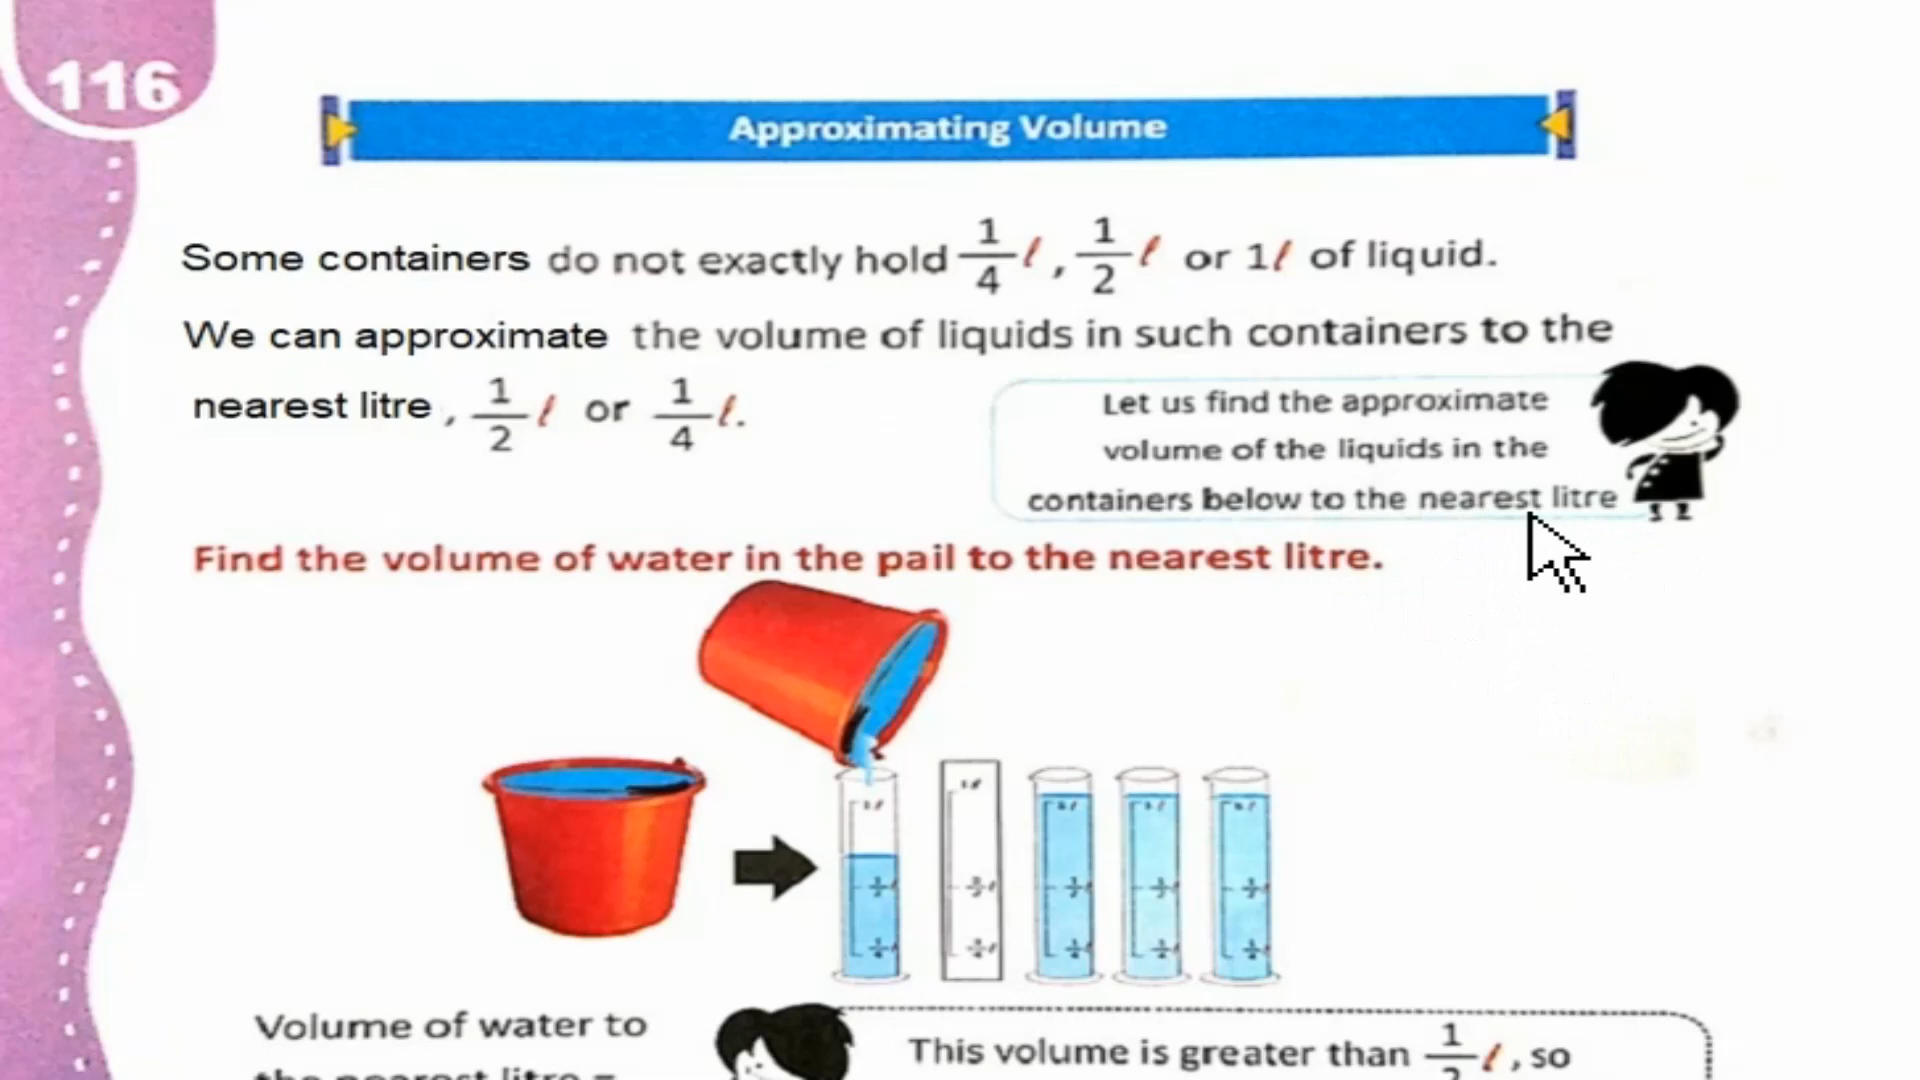 116
Approximating Volume
Some containers do not exactly hold 1/4 l, 1/2 l or 1l of liquid.
We can approximate the volume of liquids in such containers to the
nearest litre, 1/2 l or 1/4 l.
Let us find the approximate
volume of the liquids in the
containers below to the nearest litre
Find the volume of water in the pail to the nearest litre.
Volume of water to
the nearest litre =
This volume is greater than 1/2 l, so